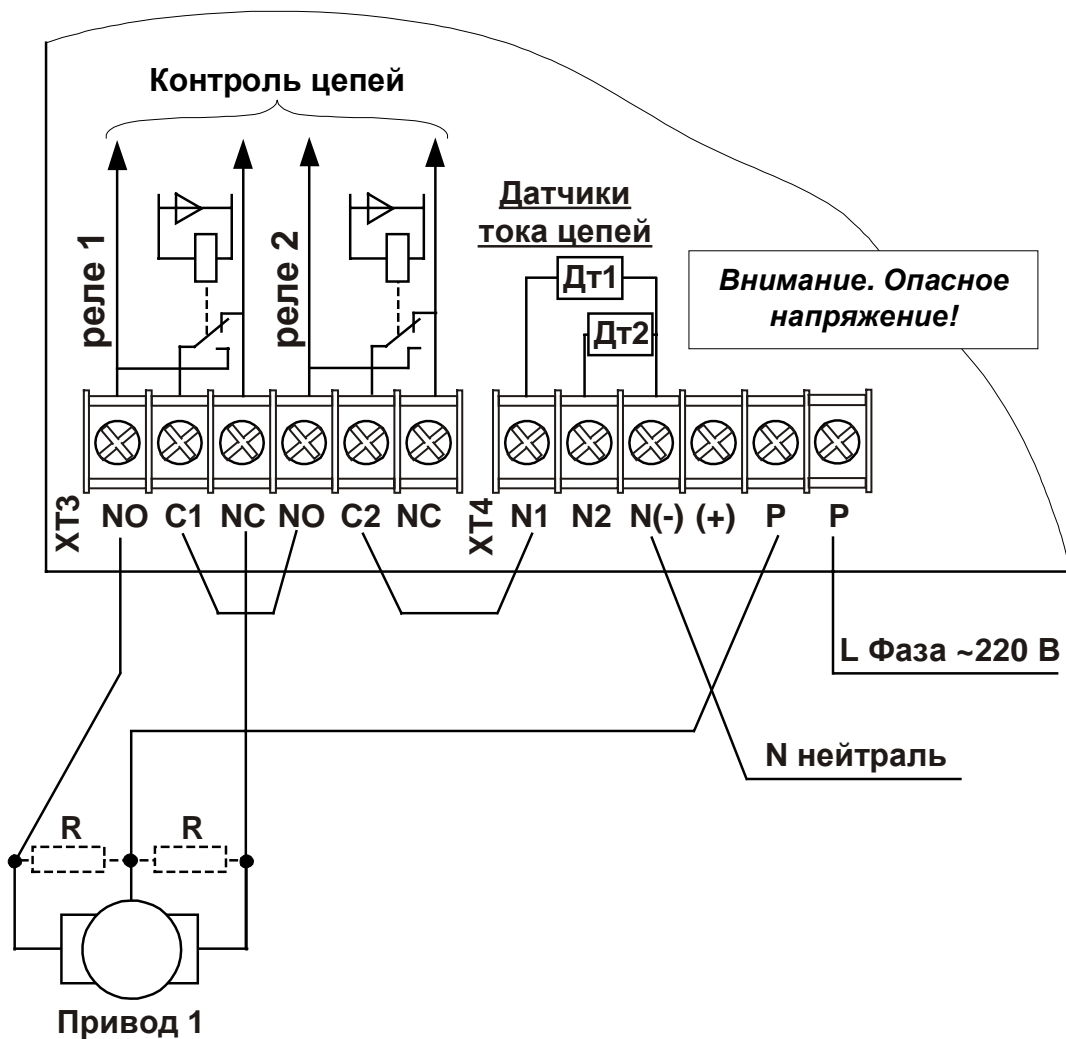 Контроль цепей
реле 1
реле 2
Датчики
тока цепей
Дт1
Дт2
Внимание. Опасное
напряжение!
XT3
NO C1 NC NO C2 NC
XT4
N1 N2 N(-) (+) P P
L Фаза ~220 В
N нейтраль
R R
Привод 1